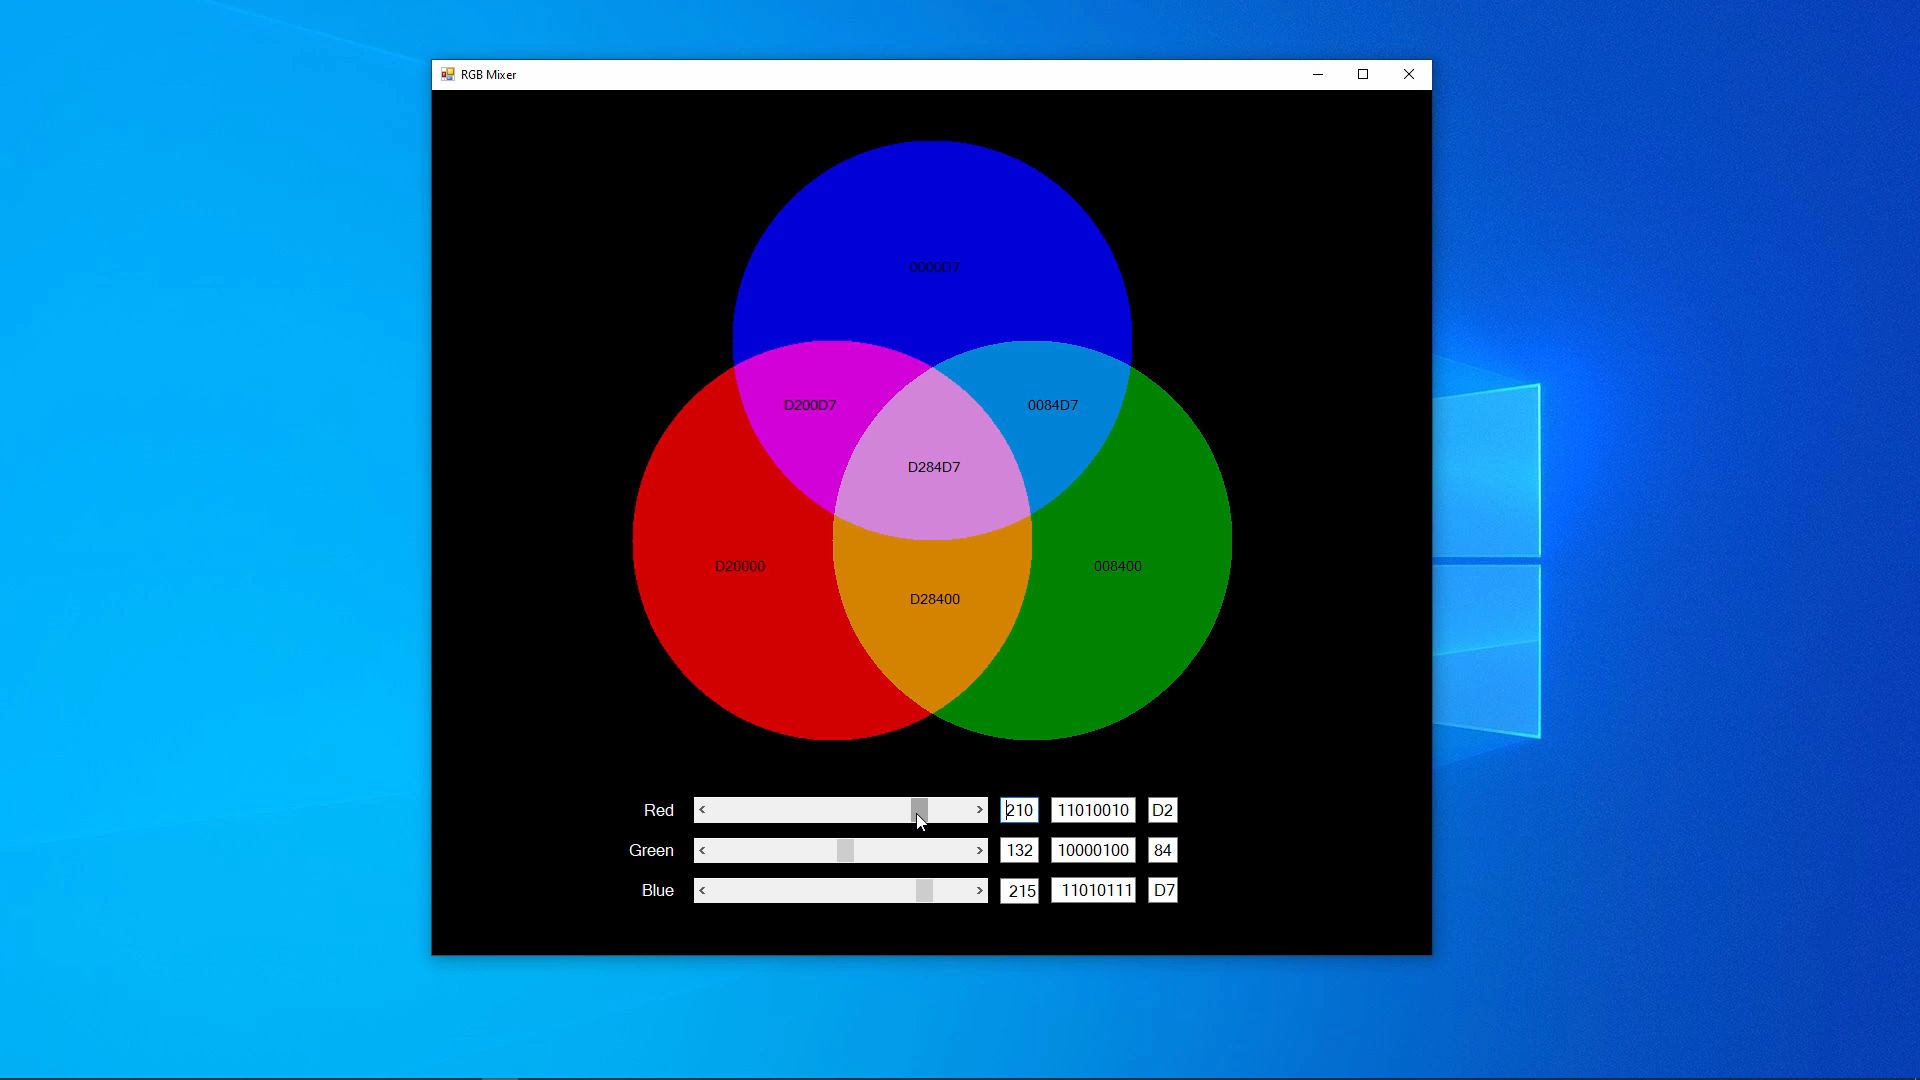 RGB Mixer
0000D7
D200D7
0084D7
D284D7
D20000
008400
D28400
Red 210 11010010 D2
Green 132 10000100 84
Blue 215 11010111 D7